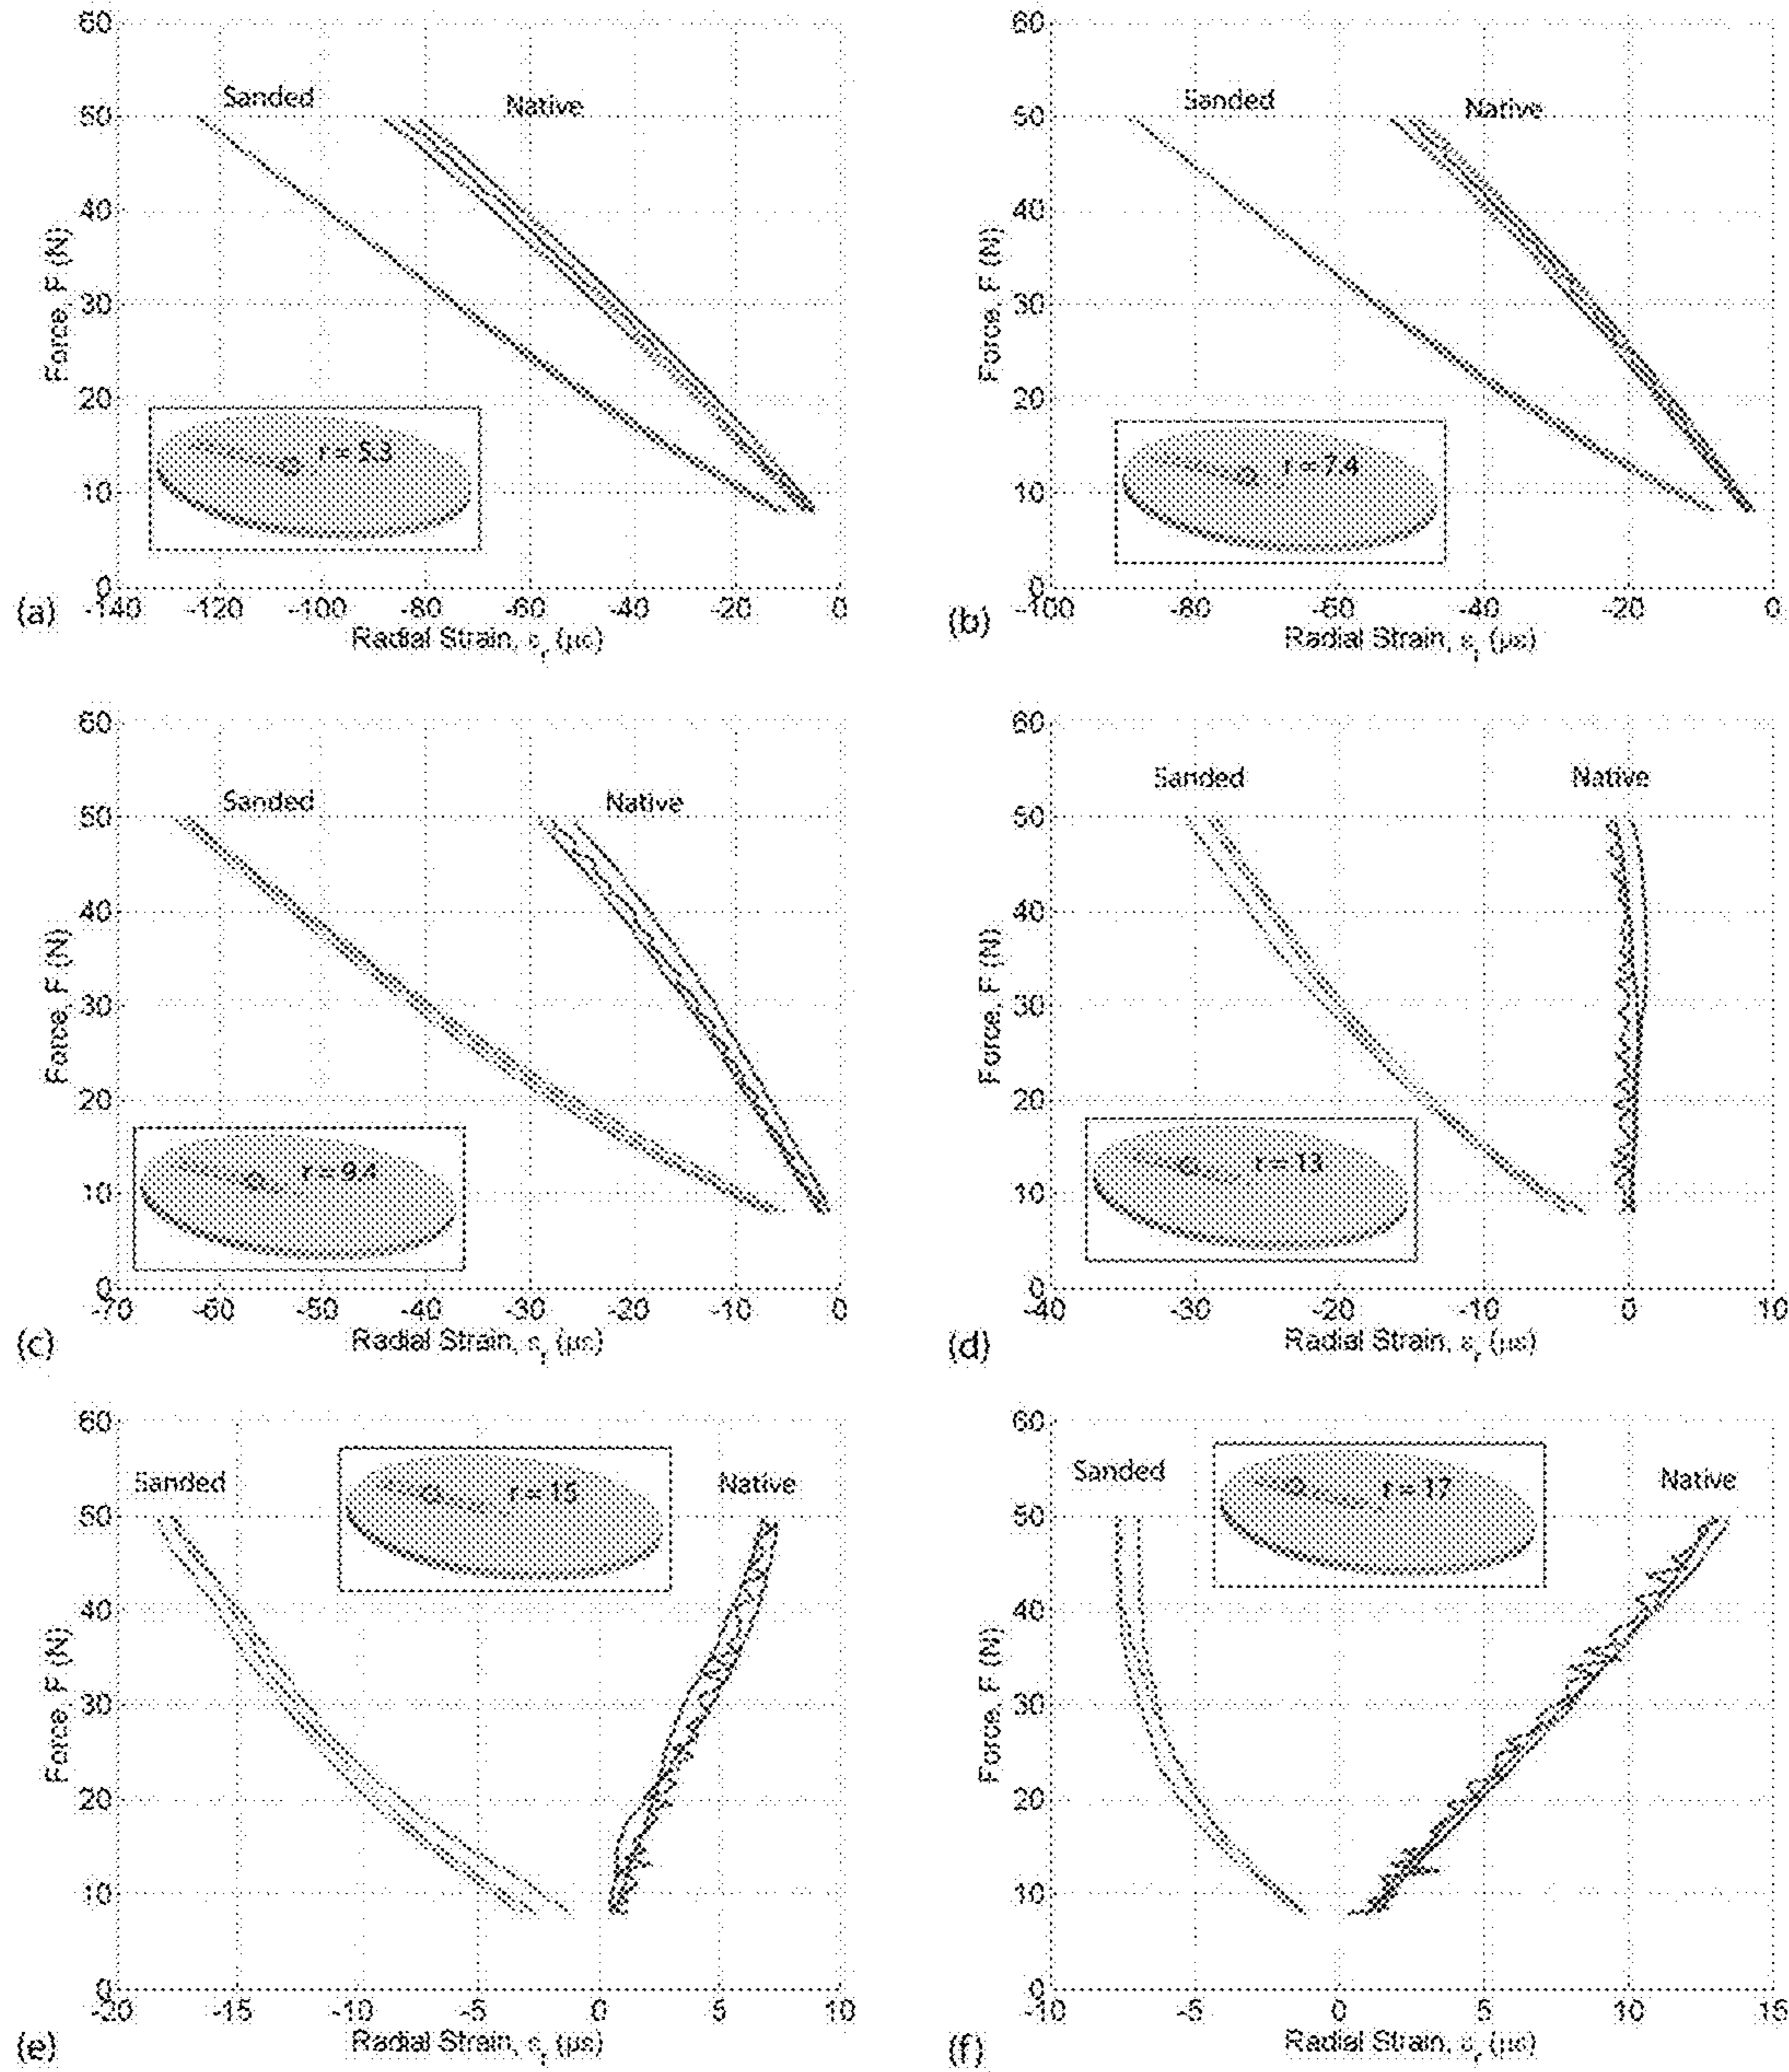 60
50
40
30
20
10
0
Force, F (N)
Sanded
Native
r = 5.3
-140 -120 -100 -80 -60 -40 -20 0
Radial Strain, εr (με)
(a)
60
50
40
30
20
10
0
Force, F (N)
Sanded
Native
r = 7.4
-100 -80 -60 -40 -20 0
Radial Strain, εr (με)
(b)
60
50
40
30
20
10
0
Force, F (N)
Sanded
Native
r = 9.4
-70 -60 -50 -40 -30 -20 -10 0
Radial Strain, εr (με)
(c)
60
50
40
30
20
10
0
Force, F (N)
Sanded
Native
r = 13
-40 -30 -20 -10 0 10
Radial Strain, εr (με)
(d)
60
50
40
30
20
10
0
Force, F (N)
Sanded
Native
r = 15
-20 -15 -10 -5 0 5 10
Radial Strain, εr (με)
(e)
60
50
40
30
20
10
0
Force, F (N)
Sanded
Native
r = 17
-10 -5 0 5 10 15
Radial Strain, εr (με)
(f)